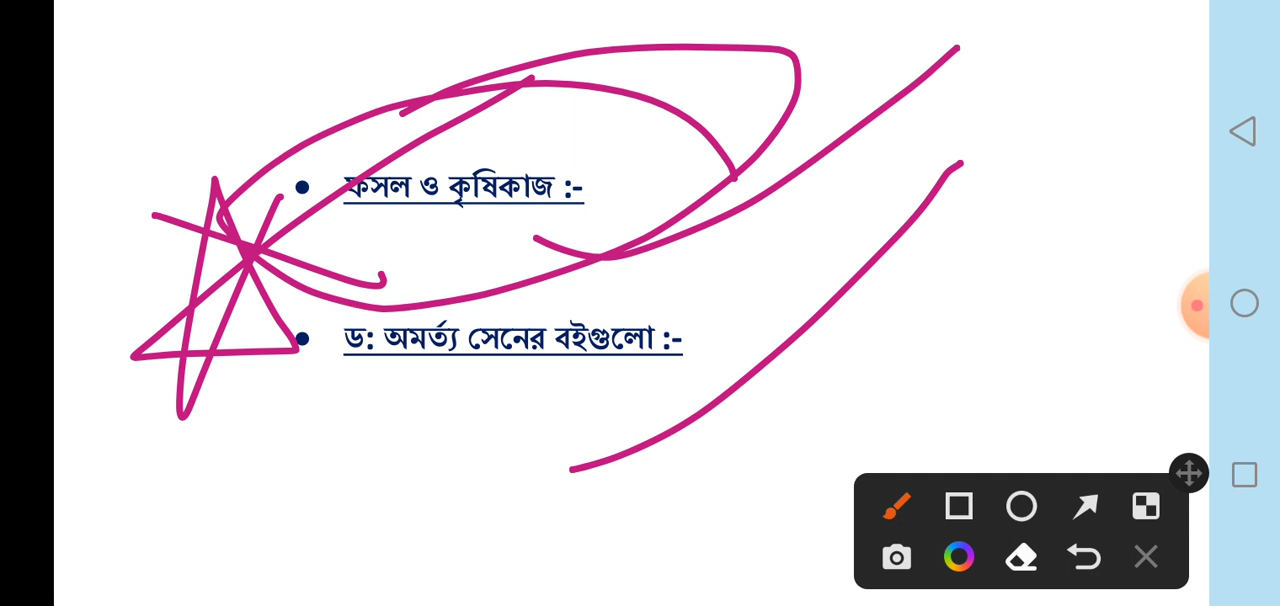 ফসল ও কৃষিকাজ :-
ড: অমর্ত্য সেনের বইগুলো :-